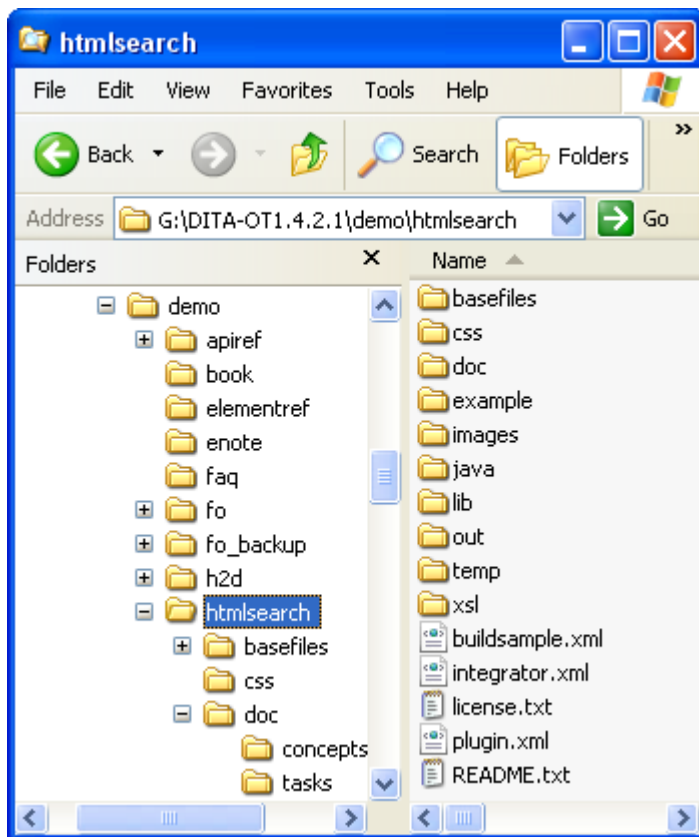 htmlsearch
File Edit View Favorites Tools Help
Back Search Folders »
Address G:\DITA-OT1.4.2.1\demo\htmlsearch Go
Folders
demo
apiref
book
elementref
enote
faq
fo
fo_backup
h2d
htmlsearch
basefiles
css
doc
concepts
tasks
Name
basefiles
css
doc
example
images
java
lib
out
temp
xsl
buildsample.xml
integrator.xml
license.txt
plugin.xml
README.txt